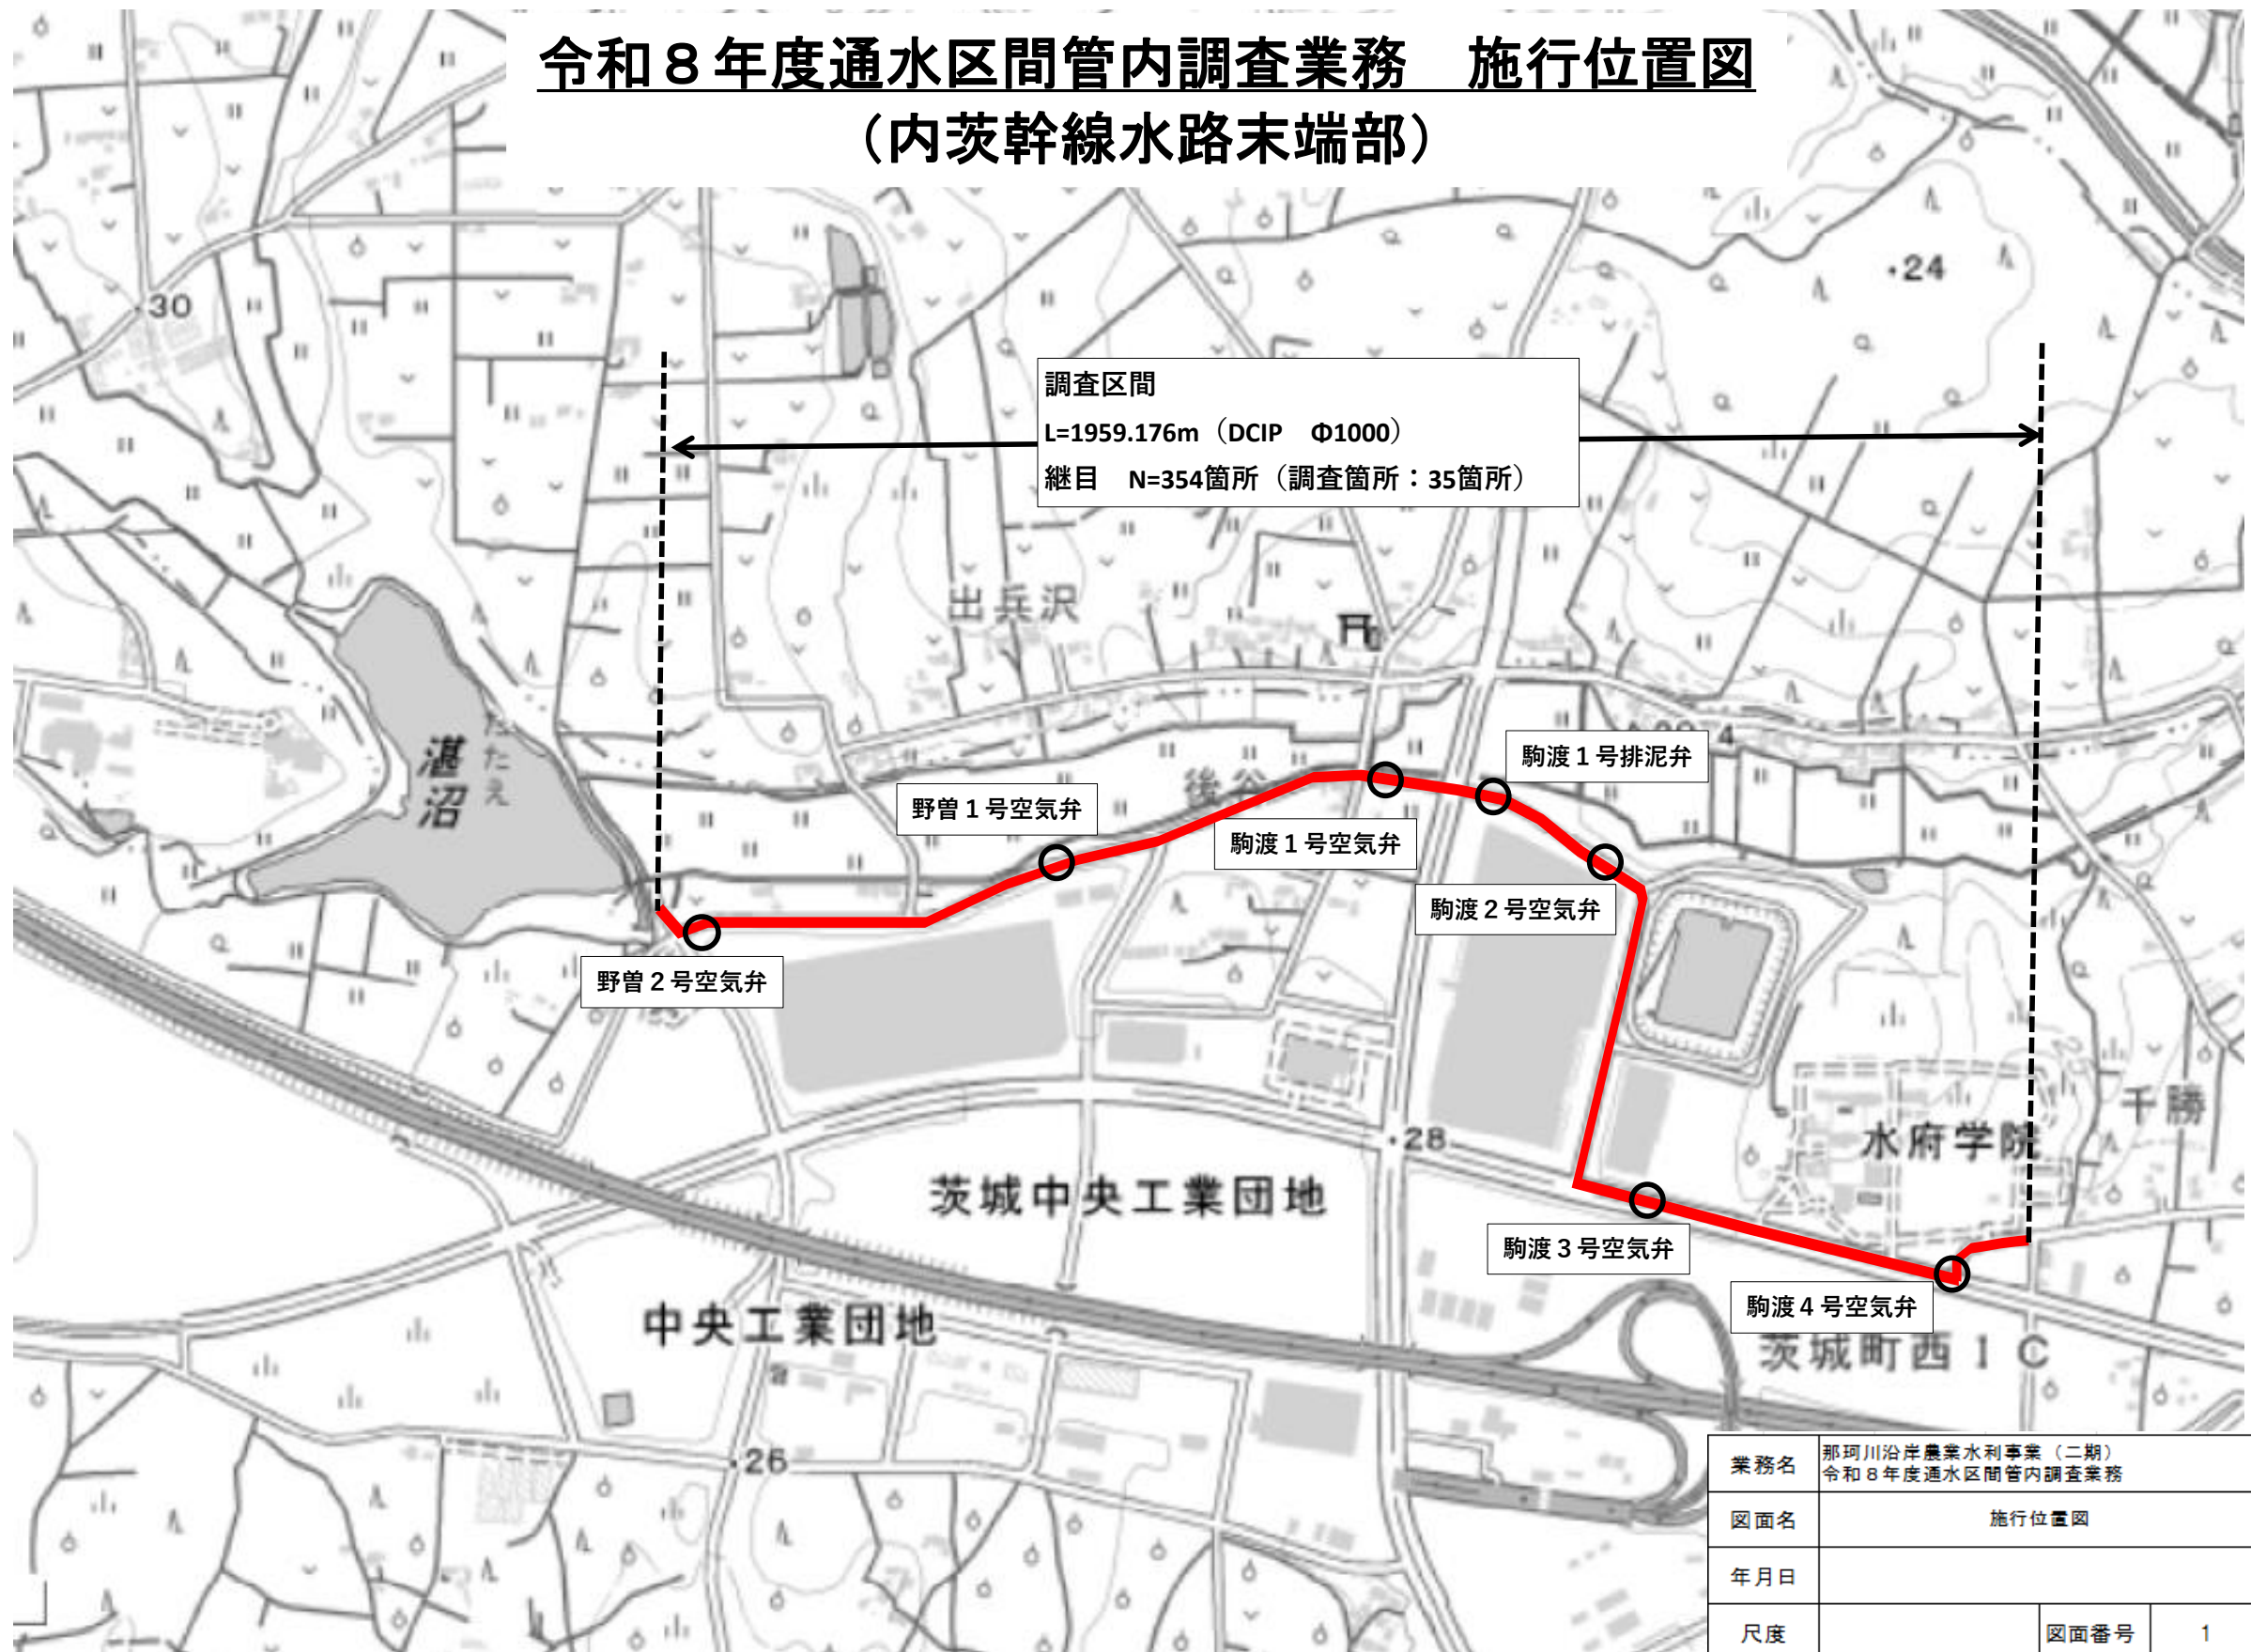 令和８年度通水区間管内調査業務　施行位置図
（内茨幹線水路末端部）
・24
30
調査区間
L=1959.176m（DCIP　Φ1000）
継目　N=354箇所（調査箇所：35箇所）
出兵沢
湛沼
たたえ
後谷
駒渡１号排泥弁
野曽１号空気弁
駒渡１号空気弁
駒渡２号空気弁
野曽２号空気弁
千勝
・28
水府学院
茨城中央工業団地
駒渡３号空気弁
駒渡４号空気弁
中央工業団地
茨城町西ＩＣ
・26
業務名
那珂川沿岸農業水利事業（二期）
令和８年度通水区間管内調査業務
図面名
施行位置図
年月日
尺度
図面番号
1